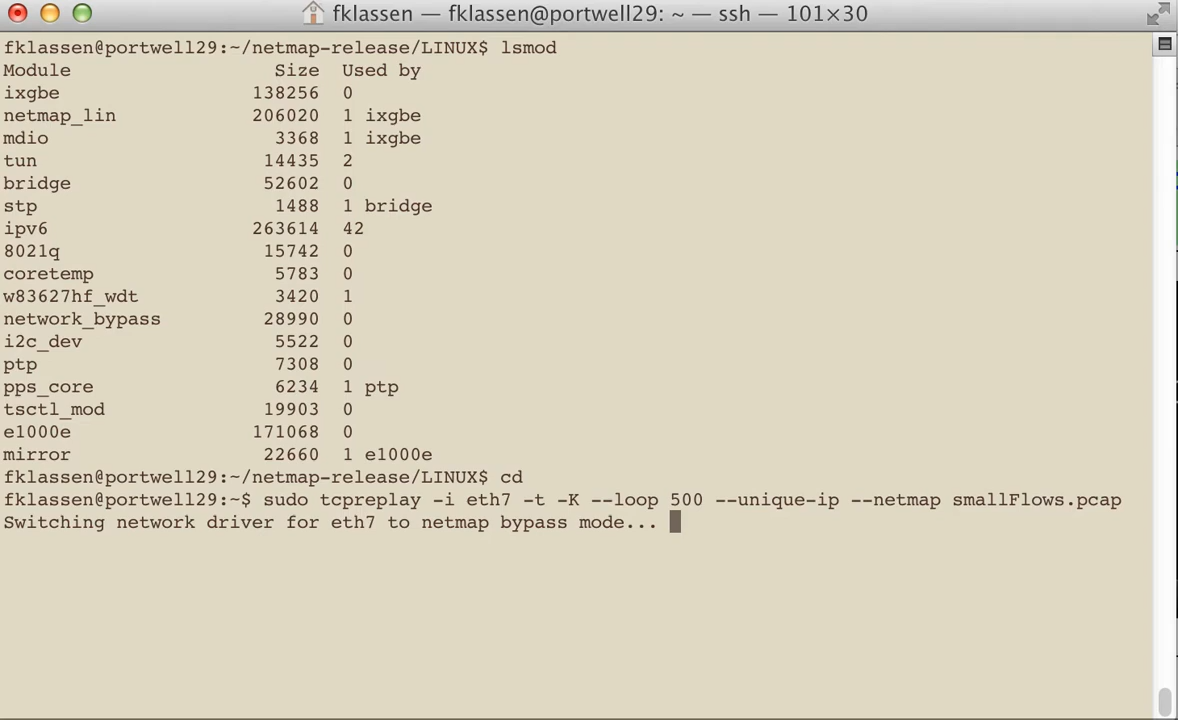 fklassen — fklassen@portwell29: ~ — ssh — 101×30
fklassen@portwell29:~/netmap-release/LINUX$ lsmod
Module                  Size  Used by
ixgbe                 138256  0
netmap_lin            206020  1 ixgbe
mdio                    3368  1 ixgbe
tun                    14435  2
bridge                 52602  0
stp                     1488  1 bridge
ipv6                  263614  42
8021q                  15742  0
coretemp                5783  0
w83627hf_wdt            3420  1
network_bypass         28990  0
i2c_dev                 5522  0
ptp                     7308  0
pps_core                6234  1 ptp
tsctl_mod              19903  0
e1000e                171068  0
mirror                 22660  1 e1000e
fklassen@portwell29:~/netmap-release/LINUX$ cd
fklassen@portwell29:~$ sudo tcpreplay -i eth7 -t -K --loop 500 --unique-ip --netmap smallFlows.pcap
Switching network driver for eth7 to netmap bypass mode...